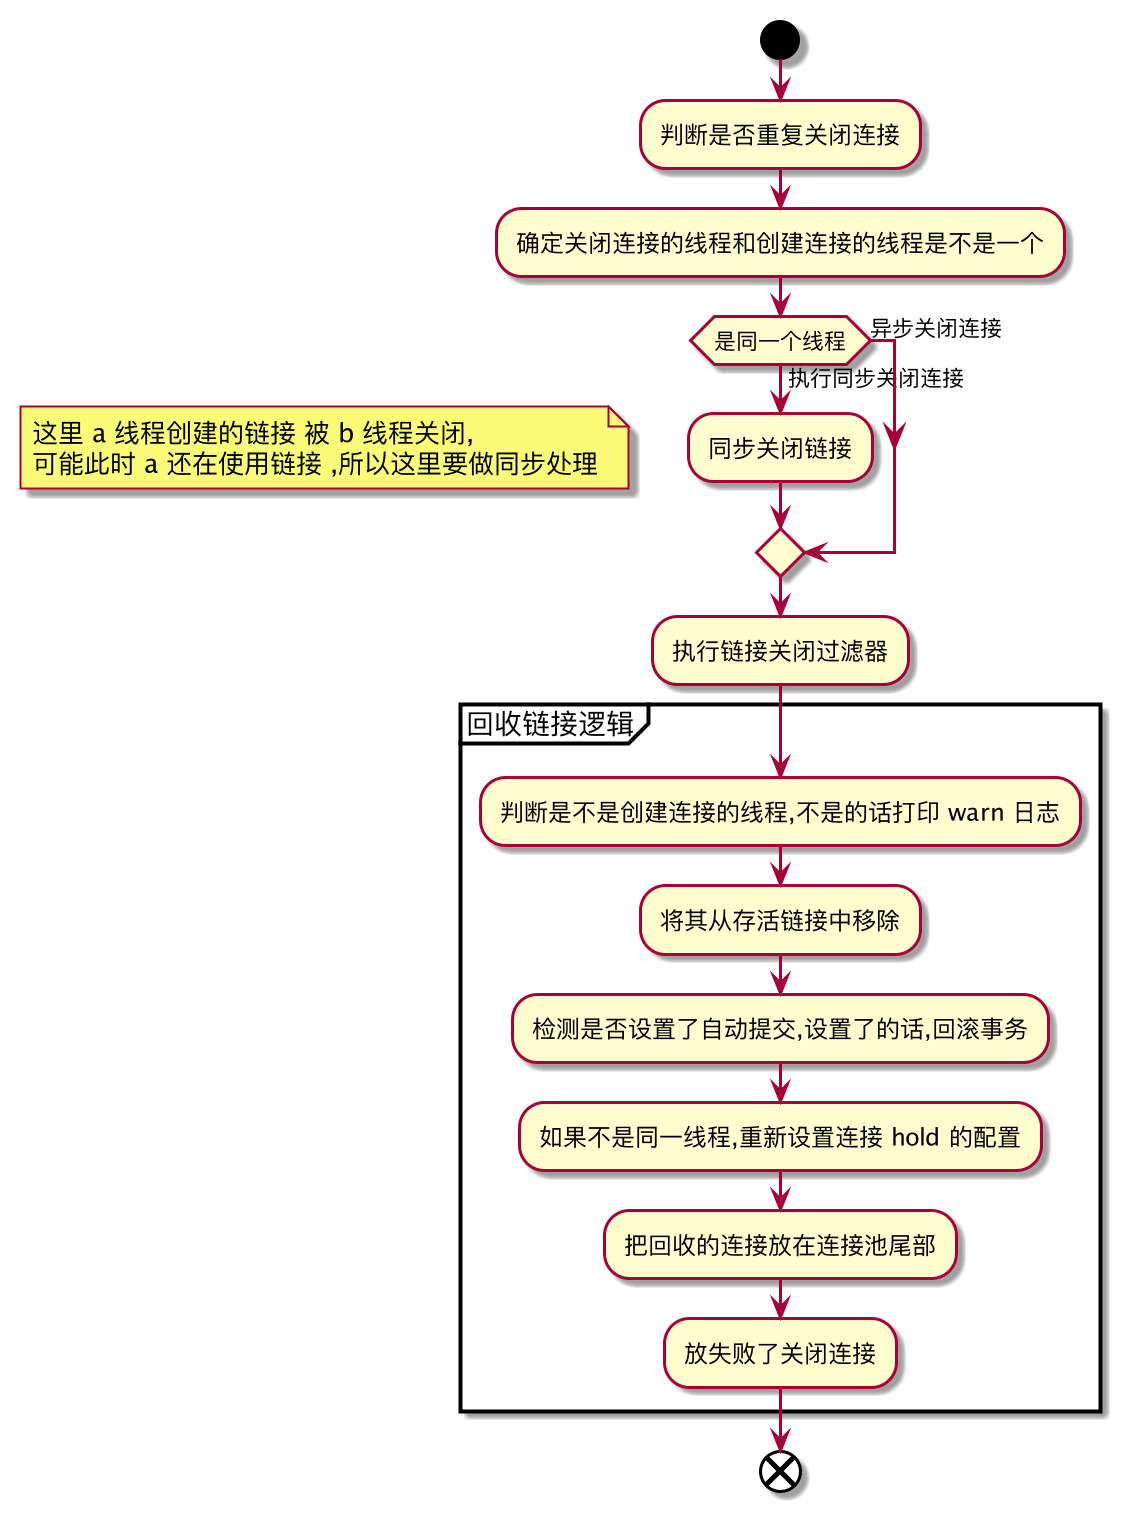 判断是否重复关闭连接
确定关闭连接的线程和创建连接的线程是不是一个
是同一个线程
异步关闭连接
执行同步关闭连接
这里 a 线程创建的链接 被 b 线程关闭,
可能此时 a 还在使用链接 ,所以这里要做同步处理
同步关闭链接
执行链接关闭过滤器
回收链接逻辑
判断是不是创建连接的线程,不是的话打印 warn 日志
将其从存活链接中移除
检测是否设置了自动提交,设置了的话,回滚事务
如果不是同一线程,重新设置连接 hold 的配置
把回收的连接放在连接池尾部
放失败了关闭连接